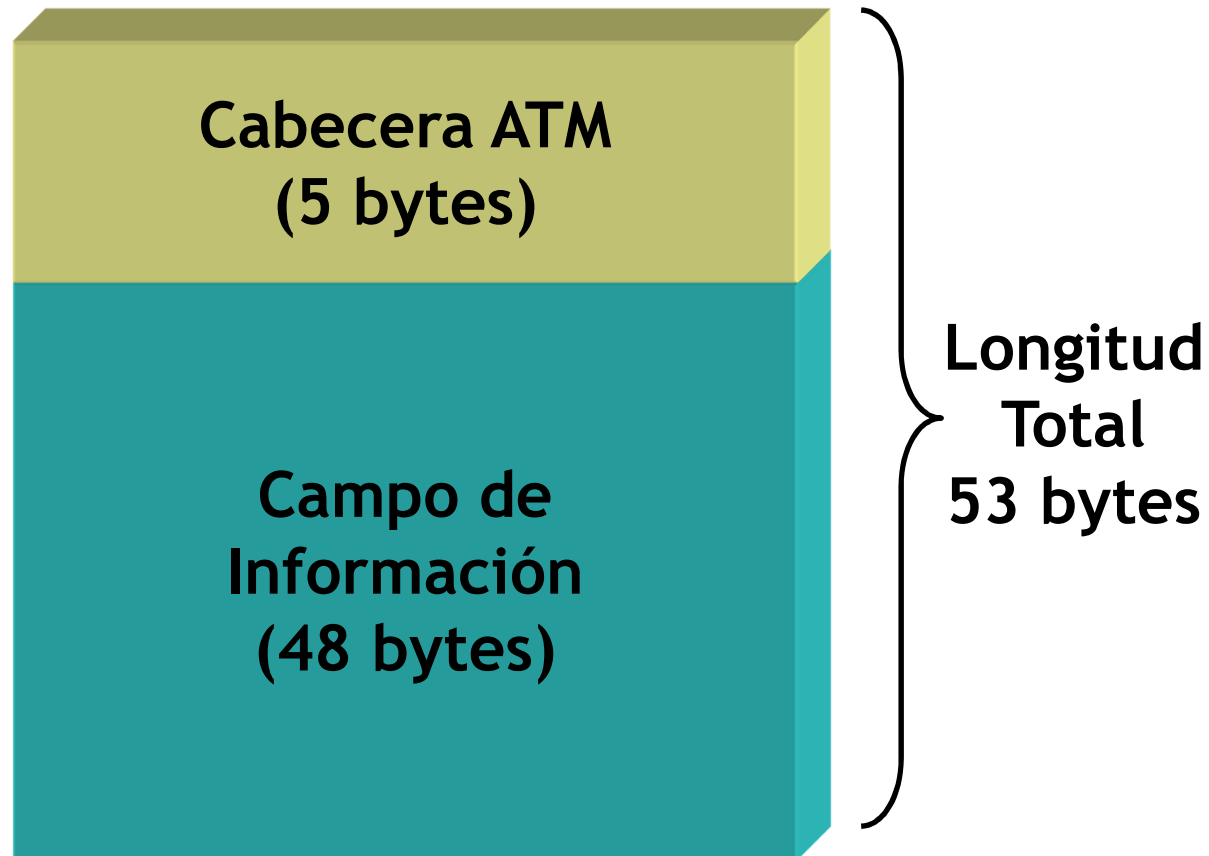 Cabecera ATM
(5 bytes)
Campo de
Información
(48 bytes)
Longitud
Total
53 bytes